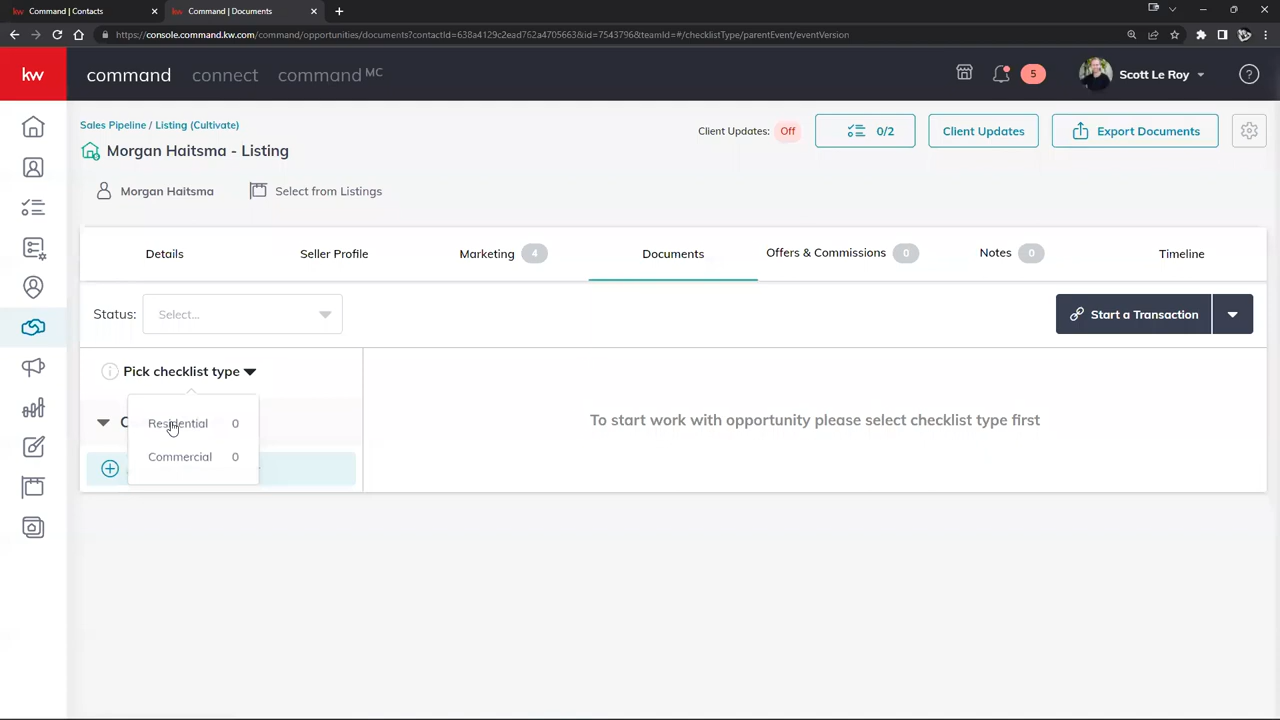 Command | Contacts
Command | Documents
https://console.command.kw.com/command/opportunities/documents?contactId=638a4129c2ead762a4705663&id=7543796&teamId=#/checklistType/parentEvent/eventVersion
kw
command
connect
command MC
5
Scott Le Roy
Sales Pipeline / Listing (Cultivate)
Client Updates: Off
0/2
Client Updates
Export Documents
Morgan Haitsma - Listing
Morgan Haitsma
Select from Listings
Details
Seller Profile
Marketing 4
Documents
Offers & Commissions 0
Notes 0
Timeline
Status: Select...
Start a Transaction
Pick checklist type
Residential 0
Commercial 0
To start work with opportunity please select checklist type first